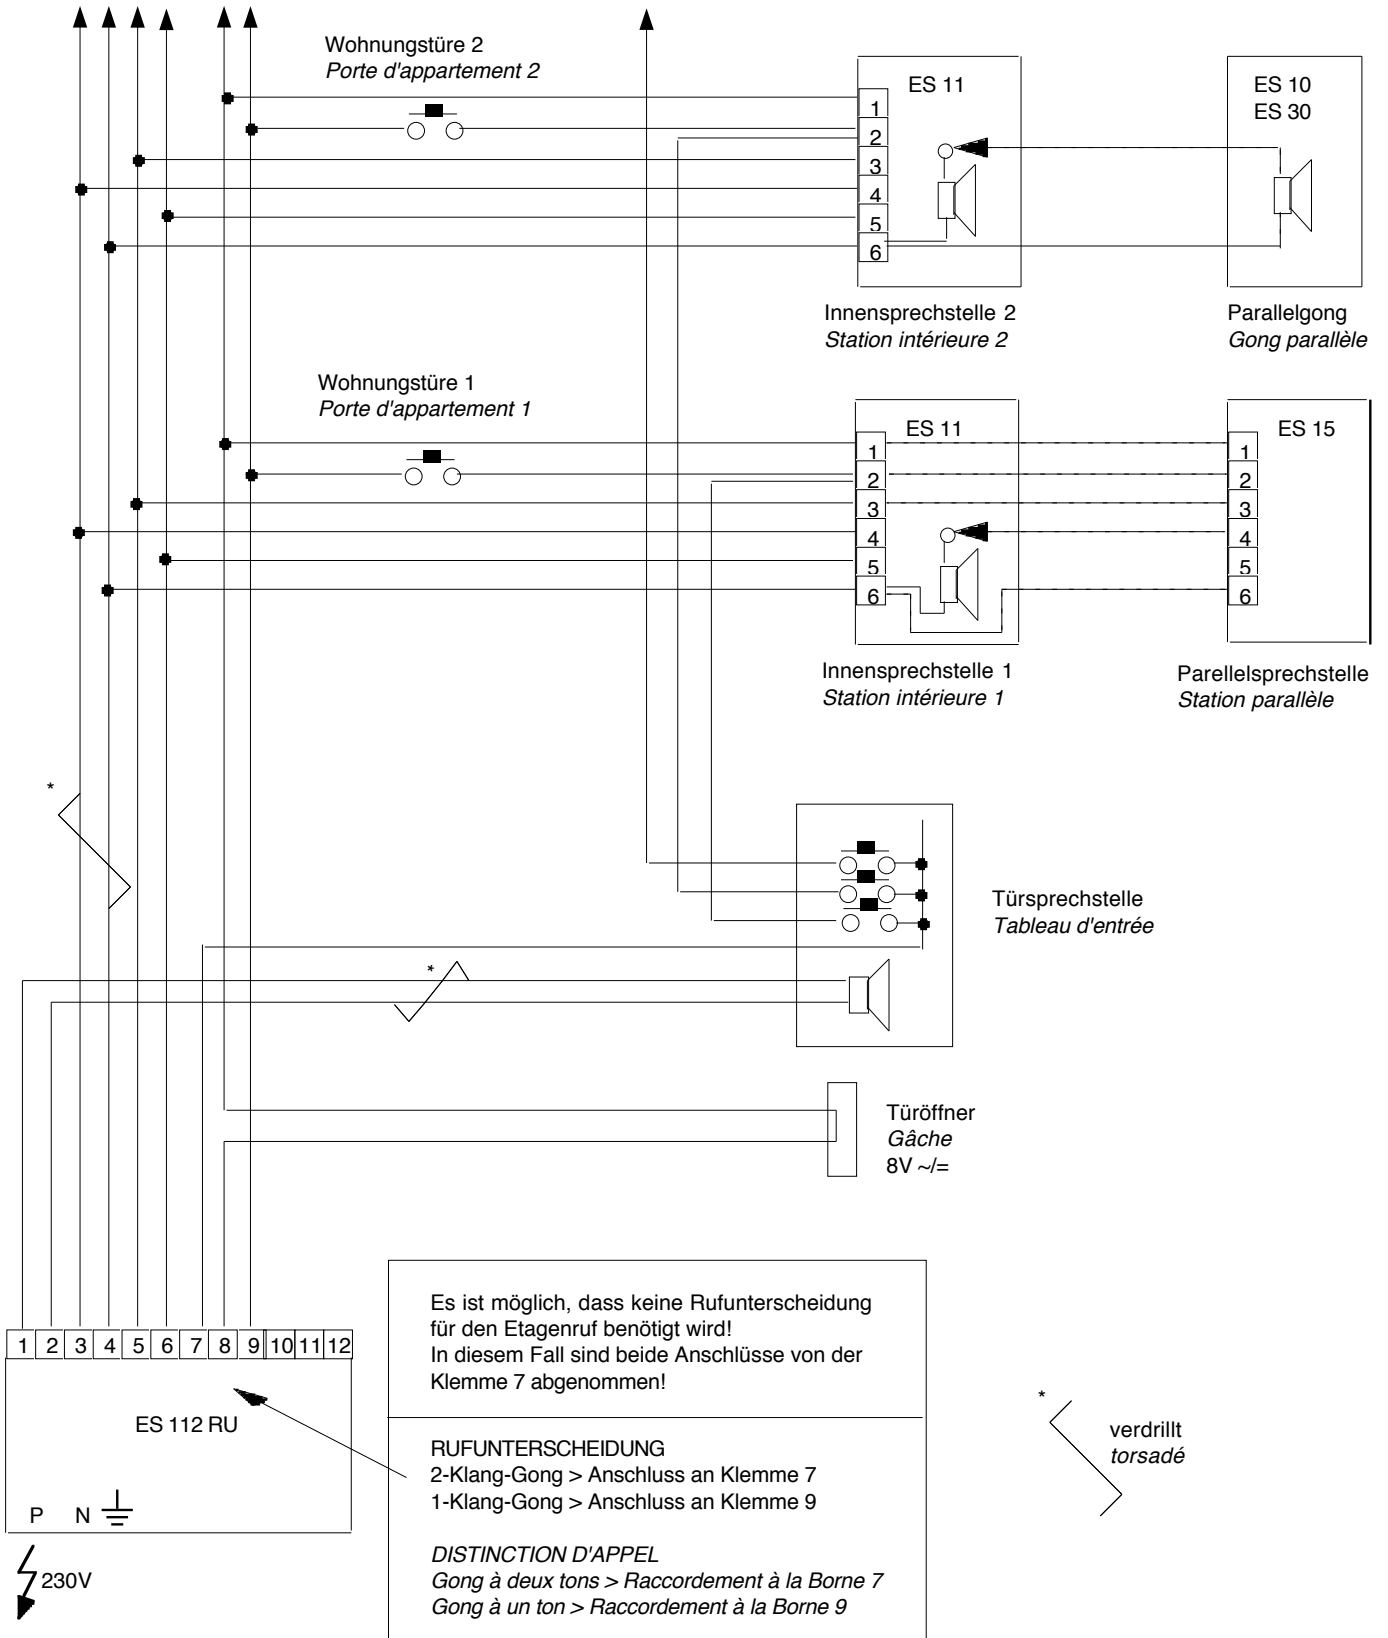 Wohnungstüre 2
Porte d'appartement 2
ES 11
1
2
3
4
5
6
ES 10
ES 30
Innensprechstelle 2
Station intérieure 2
Parallelgong
Gong parallèle
Wohnungstüre 1
Porte d'appartement 1
ES 11
1
2
3
4
5
6
ES 15
1
2
3
4
5
6
Innensprechstelle 1
Station intérieure 1
Parellelsprechstelle
Station parallèle
*
Türsprechstelle
Tableau d'entrée
*
Türöffner
Gâche
8V ~/=
1 2 3 4 5 6 7 8 9 10 11 12
ES 112 RU
P N
230V
Es ist möglich, dass keine Rufunterscheidung
für den Etagenruf benötigt wird!
In diesem Fall sind beide Anschlüsse von der
Klemme 7 abgenommen!
RUFUNTERSCHEIDUNG
2-Klang-Gong > Anschluss an Klemme 7
1-Klang-Gong > Anschluss an Klemme 9
DISTINCTION D'APPEL
Gong à deux tons > Raccordement à la Borne 7
Gong à un ton > Raccordement à la Borne 9
*
verdrillt
torsadé